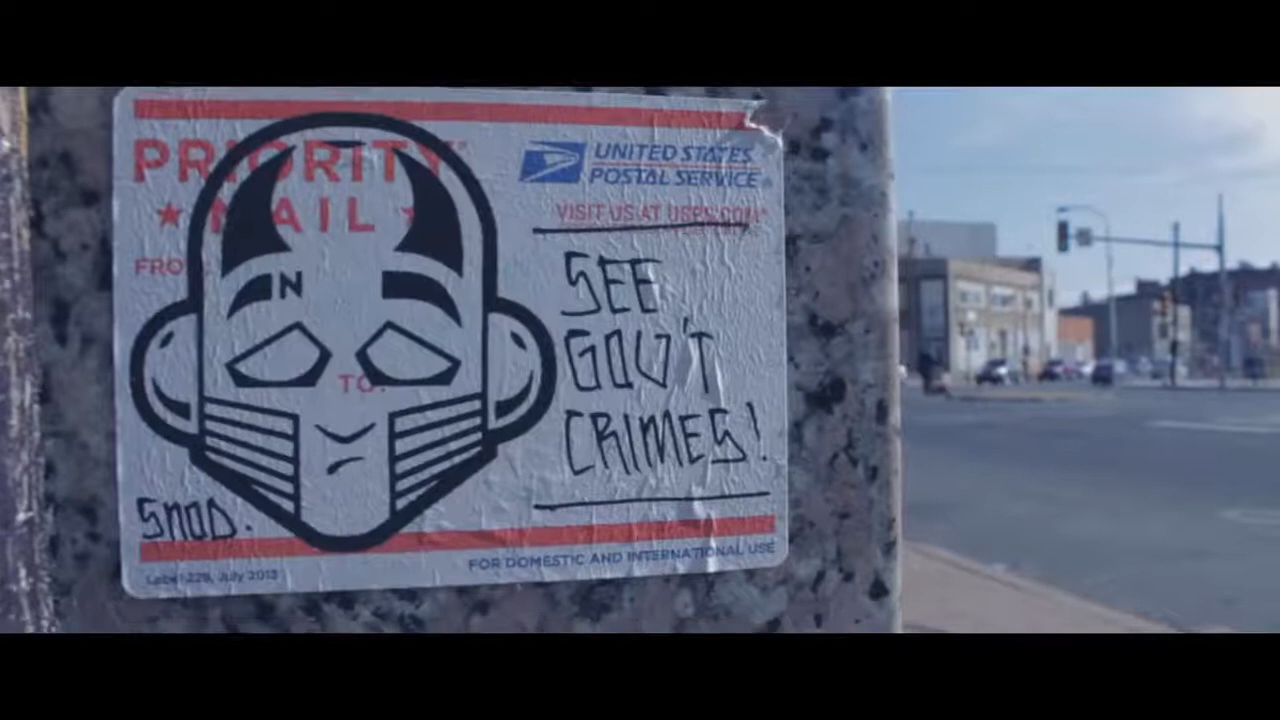 PRIORITY
MAIL
FROM:
TO:
N
UNITED STATES
POSTAL SERVICE®
VISIT US AT USPS.COM®
SEE
GOV'T
CRIMES!
SMOD.
FOR DOMESTIC AND INTERNATIONAL USE
Label 228, July 2013